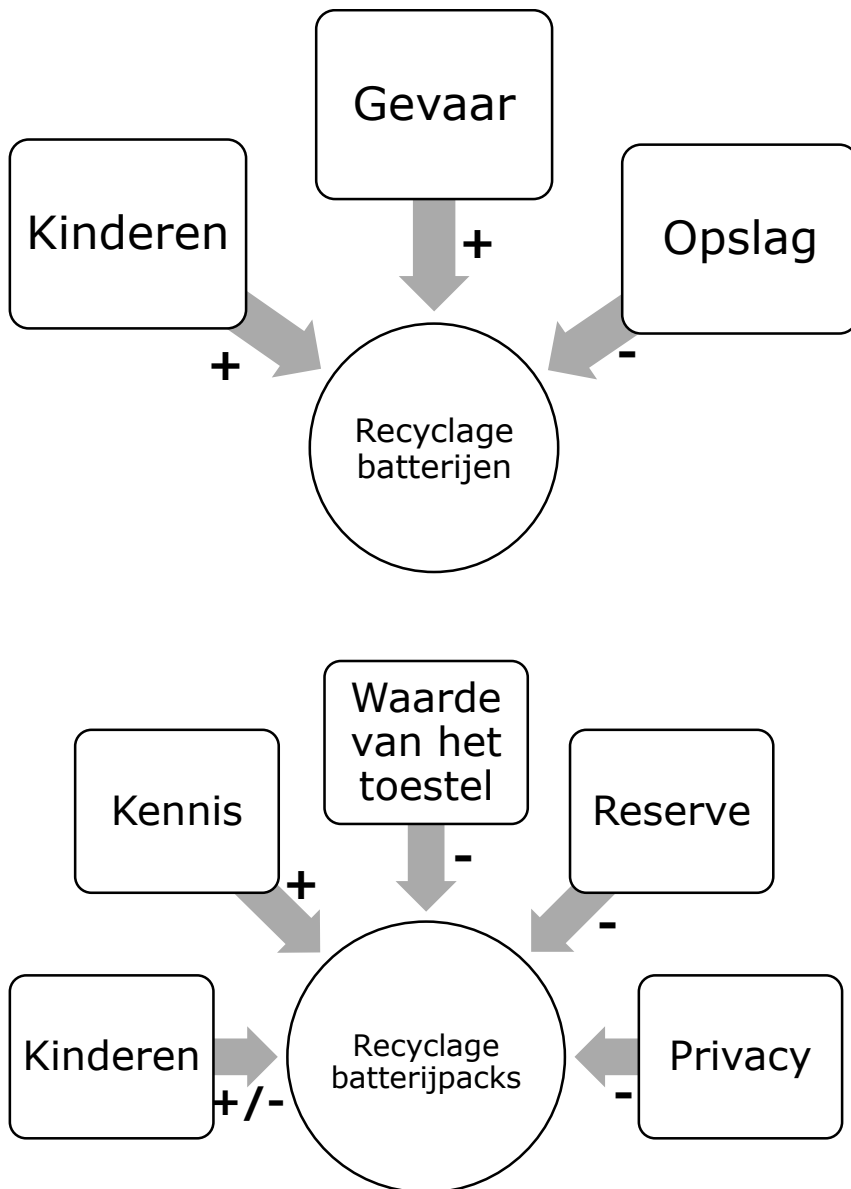 Gevaar
Kinderen
Opslag
+
+
-
Recyclage
batterijen
Waarde
van het
toestel
Kennis
Reserve
+
-
-
Kinderen
Recyclage
batterijpacks
Privacy
+/-
-